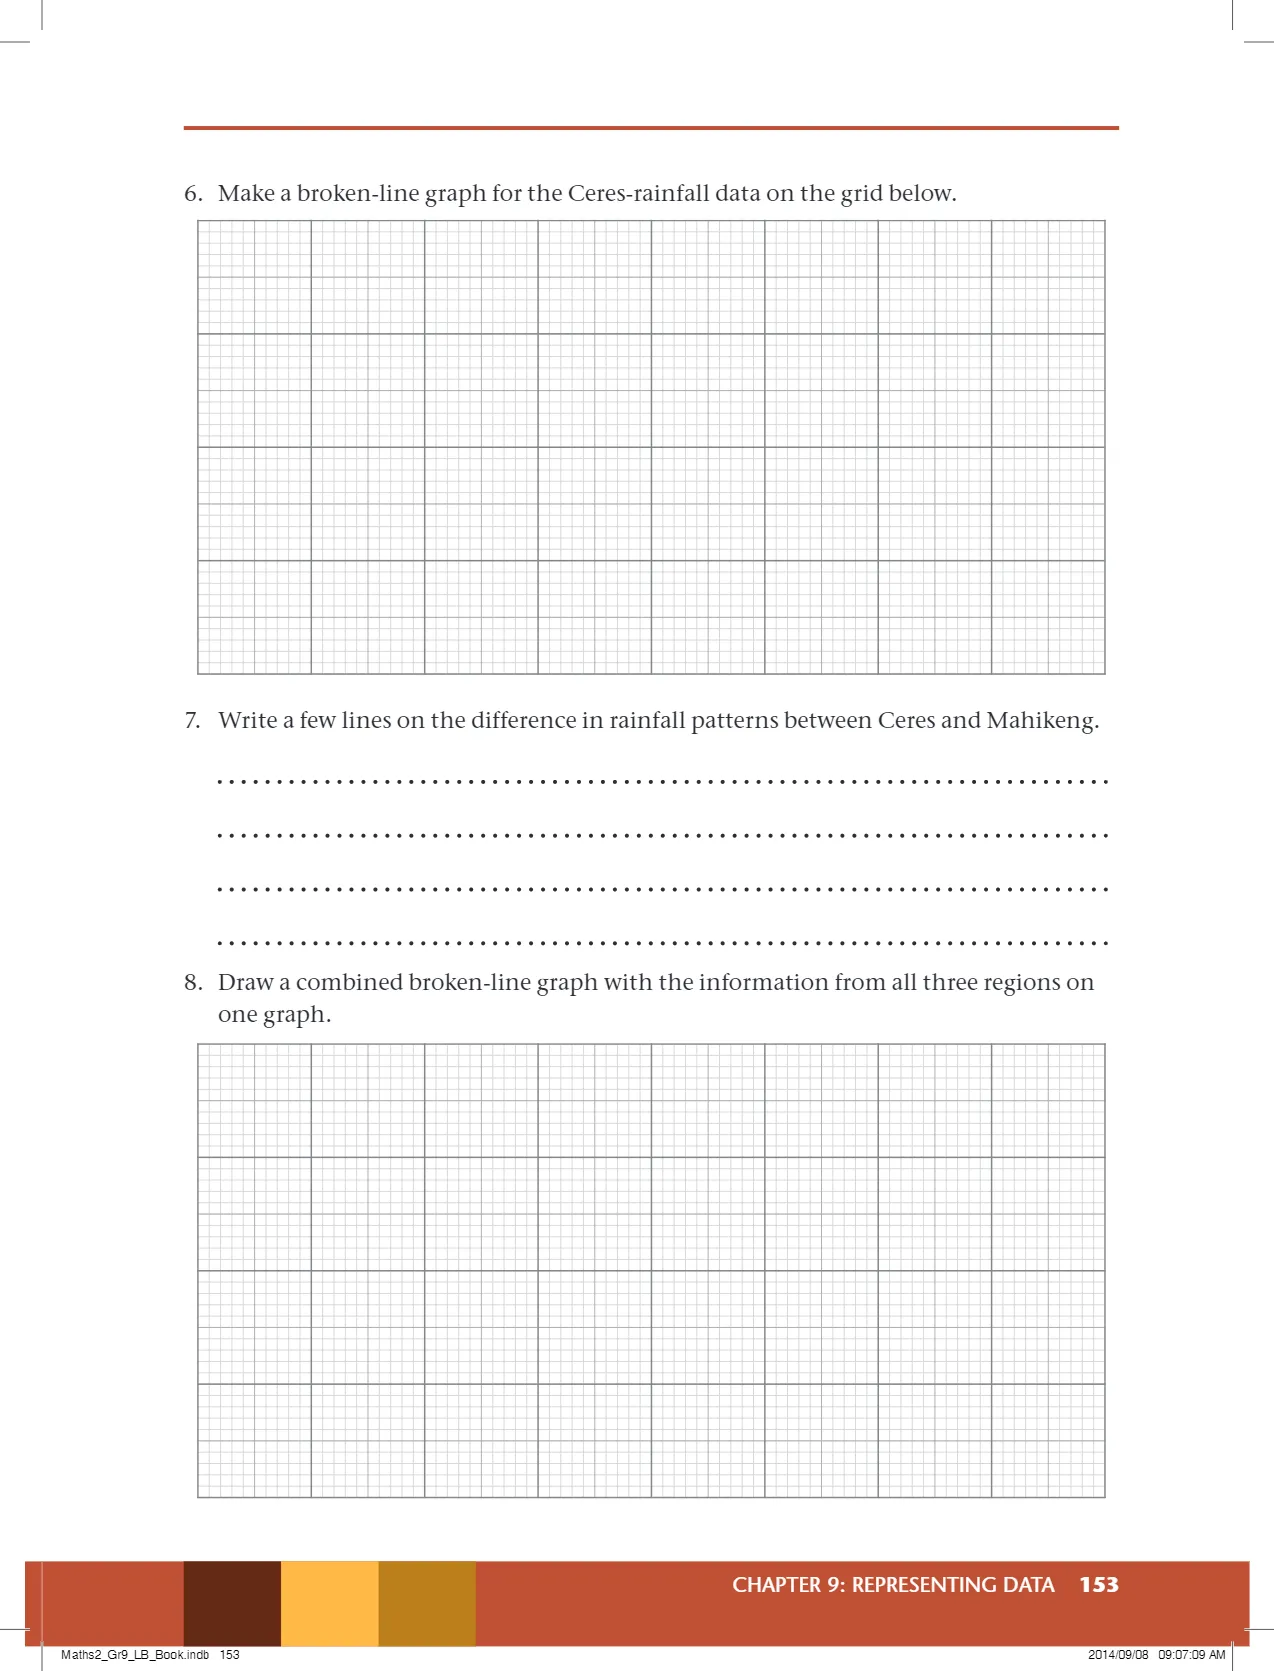 6. Make a broken-line graph for the Ceres-rainfall data on the grid below.
7. Write a few lines on the difference in rainfall patterns between Ceres and Mahikeng.
8. Draw a combined broken-line graph with the information from all three regions on
one graph.
CHAPTER 9: REPRESENTING DATA 153
Maths2_Gr9_LB_Book.indb 153 2014/09/08 09:07:09 AM